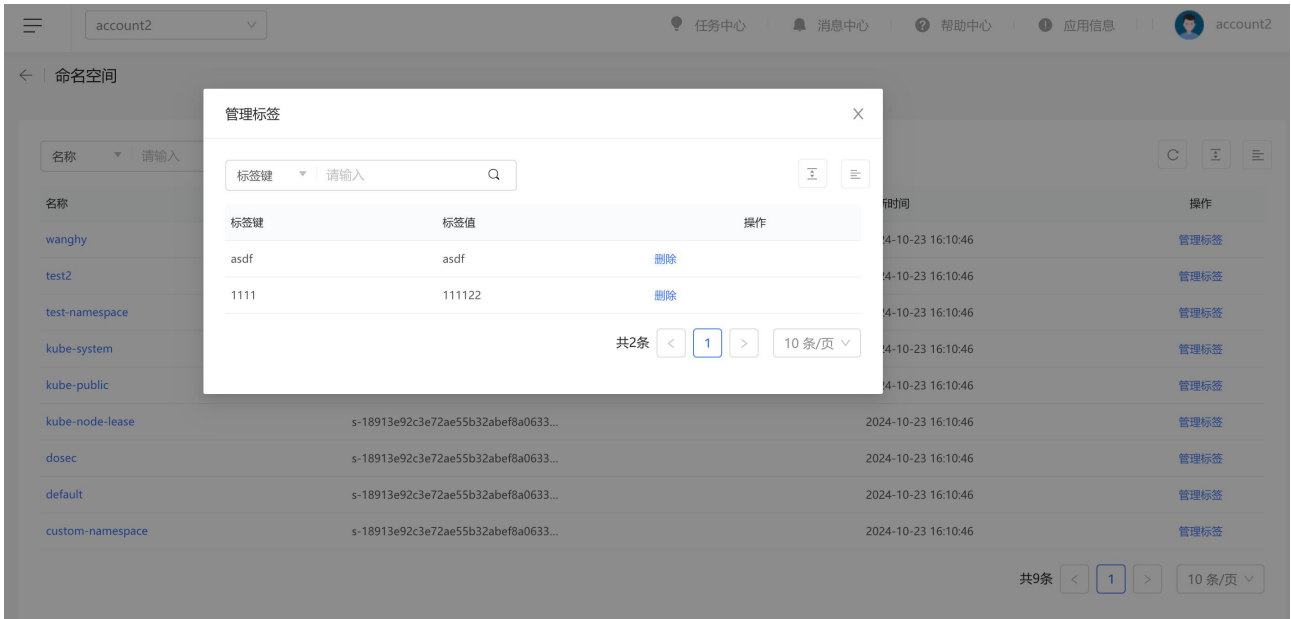 account2 任务中心 消息中心 帮助中心 应用信息 account2
命名空间
管理标签
名称 请输入
标签键 请输入
名称 新时间 操作
标签键 标签值 操作
wanghy 24-10-23 16:10:46 管理标签
asdf asdf 删除
test2 24-10-23 16:10:46 管理标签
1111 111122 删除
test-namespace 24-10-23 16:10:46 管理标签
共2条 < 1 > 10 条/页
kube-system 24-10-23 16:10:46 管理标签
kube-public 24-10-23 16:10:46 管理标签
kube-node-lease s-18913e92c3e72ae55b32abef8a0633... 2024-10-23 16:10:46 管理标签
dosec s-18913e92c3e72ae55b32abef8a0633... 2024-10-23 16:10:46 管理标签
default s-18913e92c3e72ae55b32abef8a0633... 2024-10-23 16:10:46 管理标签
custom-namespace s-18913e92c3e72ae55b32abef8a0633... 2024-10-23 16:10:46 管理标签
共9条 < 1 > 10 条/页